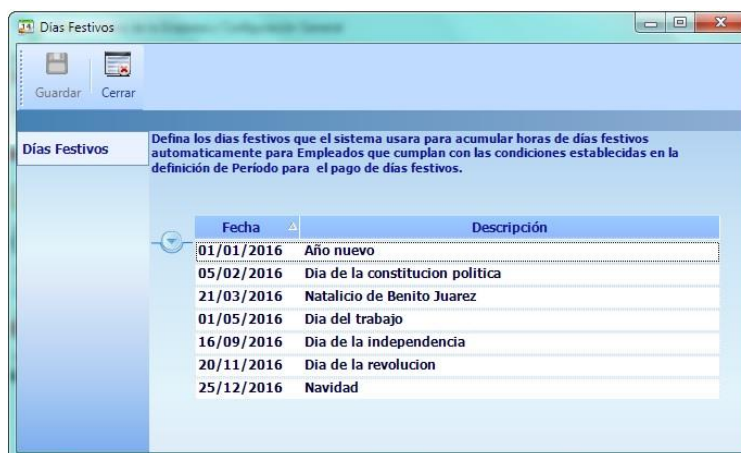 Días Festivos
Guardar Cerrar
Días Festivos
Defina los dias festivos que el sistema usara para acumular horas de días festivos
automaticamente para Empleados que cumplan con las condiciones establecidas en la
definición de Período para el pago de días festivos.
Fecha Descripción
01/01/2016 Año nuevo
05/02/2016 Dia de la constitucion politica
21/03/2016 Natalicio de Benito Juarez
01/05/2016 Dia del trabajo
16/09/2016 Dia de la independencia
20/11/2016 Dia de la revolucion
25/12/2016 Navidad